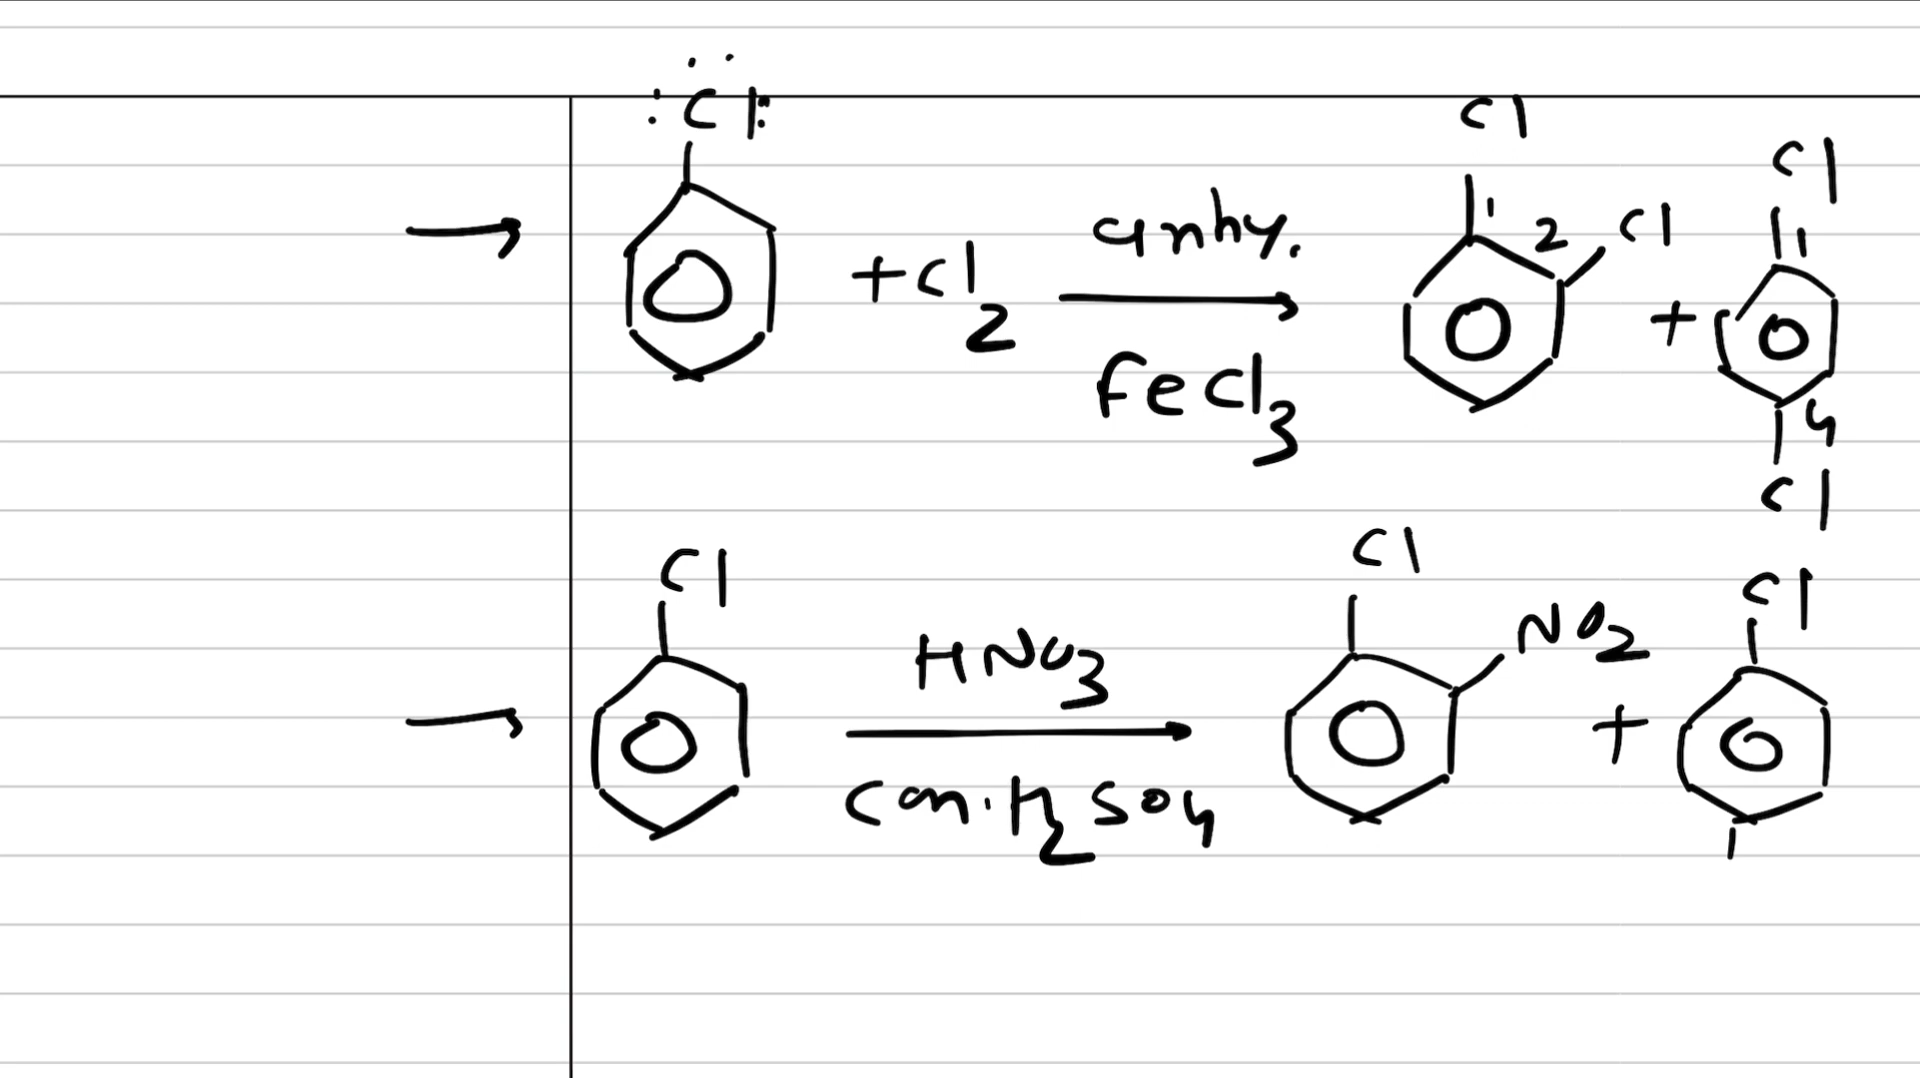 :Cl:
Cl Cl
→ + Cl2 anhy. FeCl3 → 1 2 Cl + 1 4 Cl
Cl Cl Cl
→ HNO3 con. H2SO4 → NO2 +